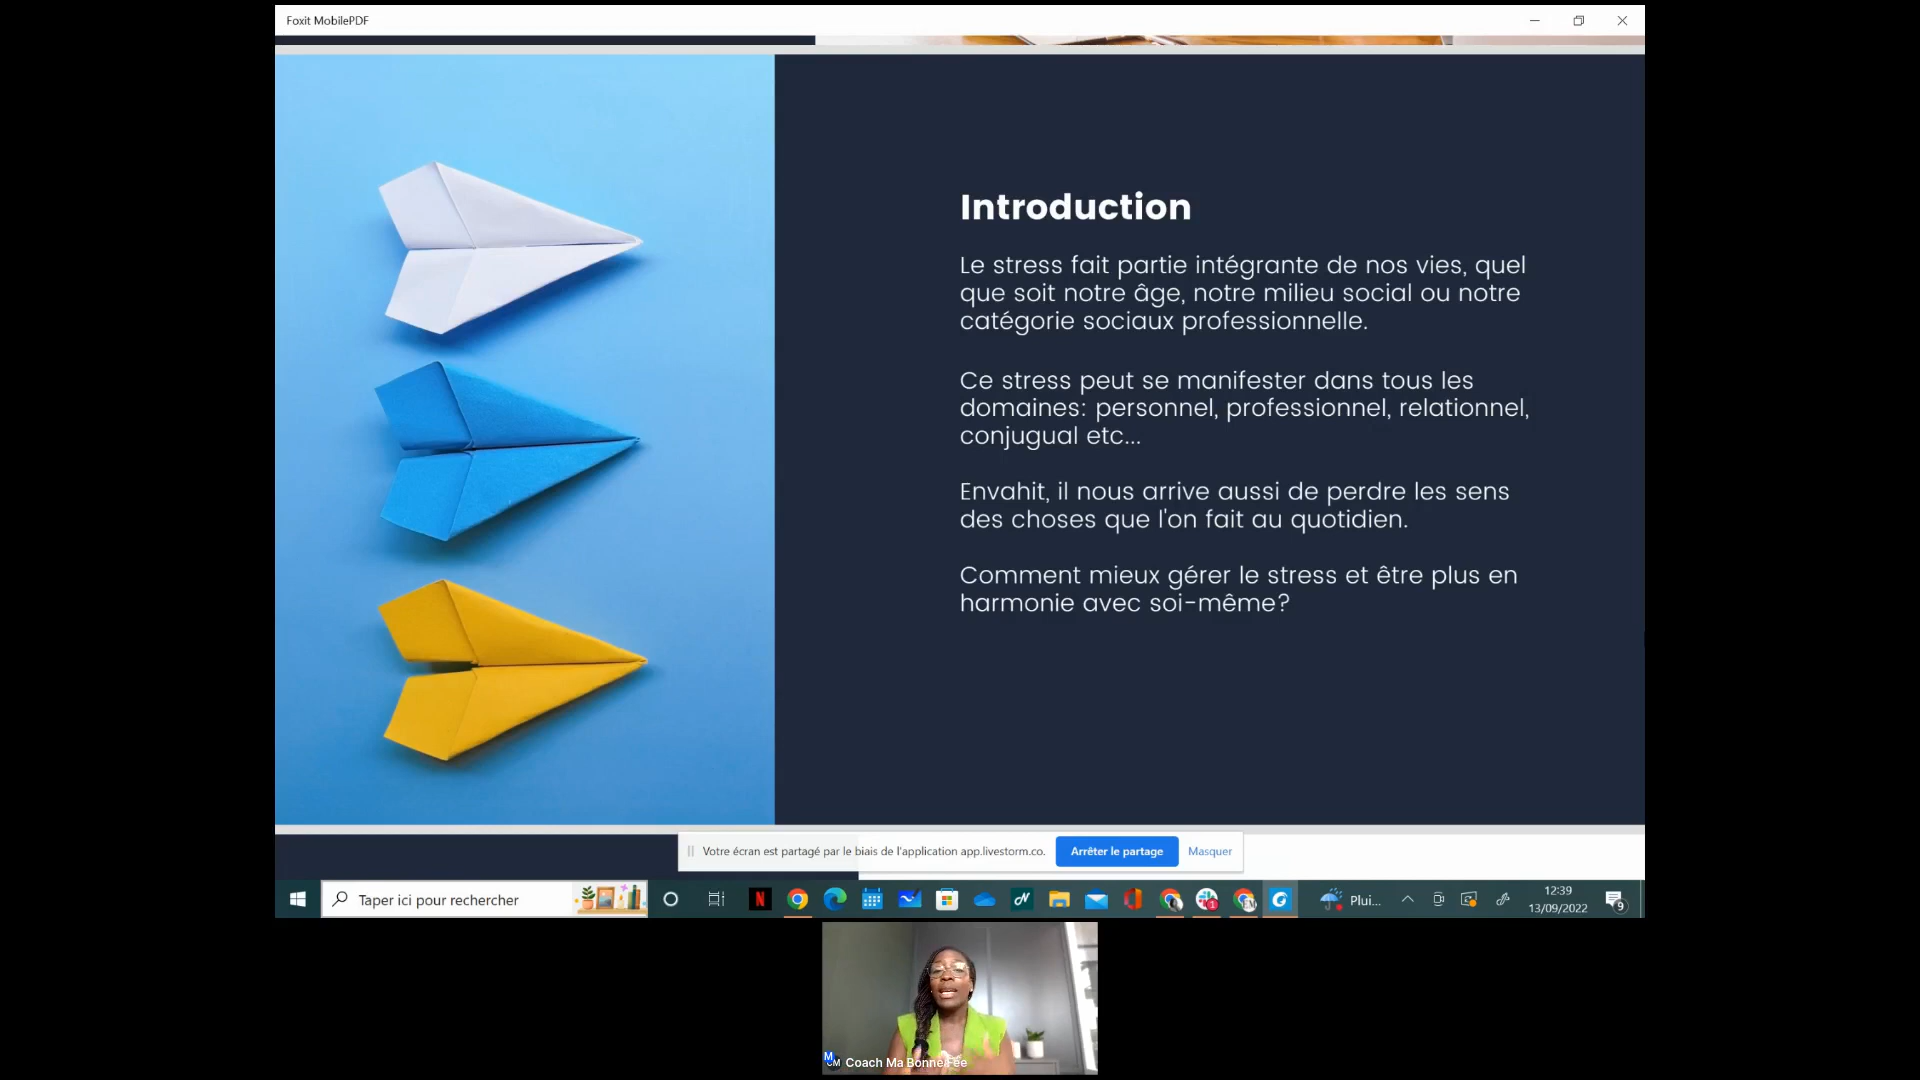 Foxit MobilePDF
Introduction
Le stress fait partie intégrante de nos vies, quel
que soit notre âge, notre milieu social ou notre
catégorie sociaux professionnelle.
Ce stress peut se manifester dans tous les
domaines: personnel, professionnel, relationnel,
conjugual etc...
Envahit, il nous arrive aussi de perdre les sens
des choses que l'on fait au quotidien.
Comment mieux gérer le stress et être plus en
harmonie avec soi-même?
Votre écran est partagé par le biais de l'application app.livestorm.co.
Arrêter le partage
Masquer
Taper ici pour rechercher
N
1
EM
Plui...
12:39
13/09/2022
9
M
CM
Coach Ma Bonne Fée